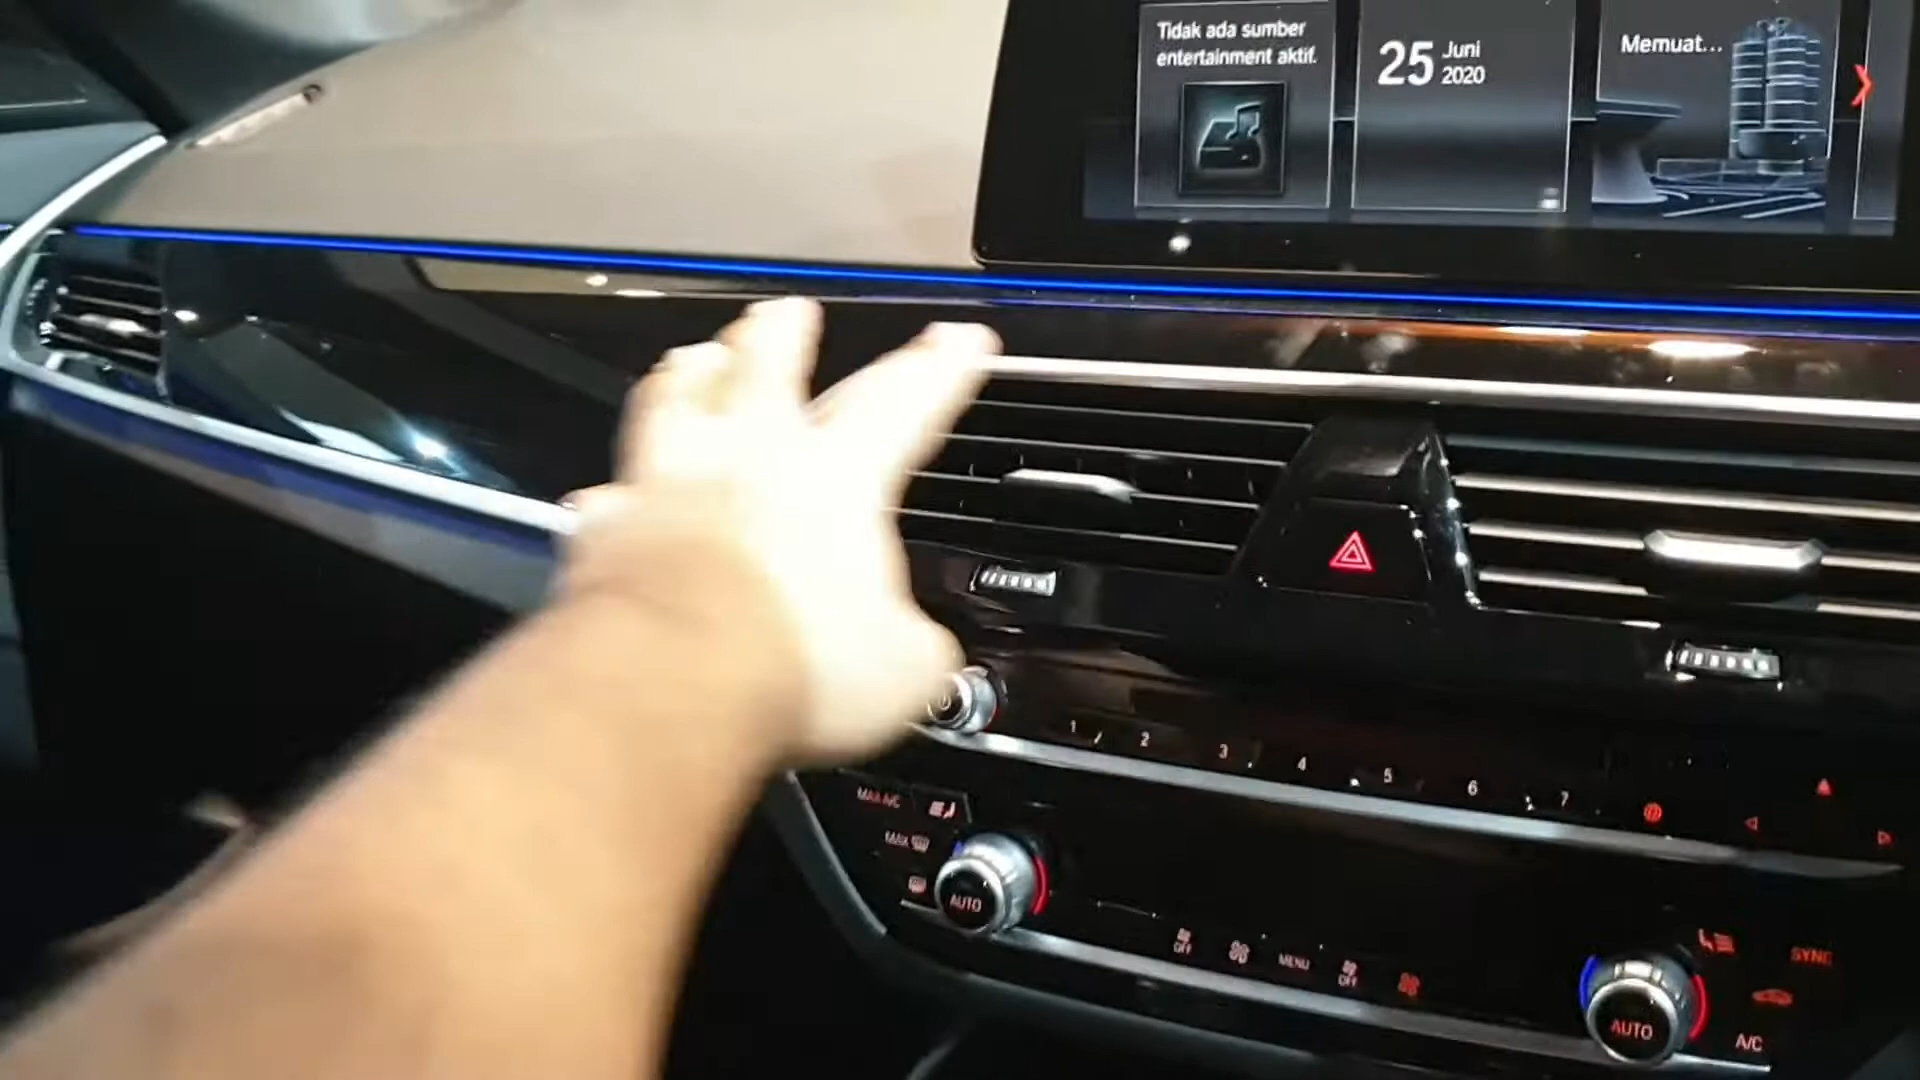 Tidak ada sumber
entertainment aktif.
25 Juni
2020
Memuat...
1 2 3 4 5 6 7
MAX A/C
MAX
AUTO
OFF
MENU
OFF
SYNC
AUTO
A/C